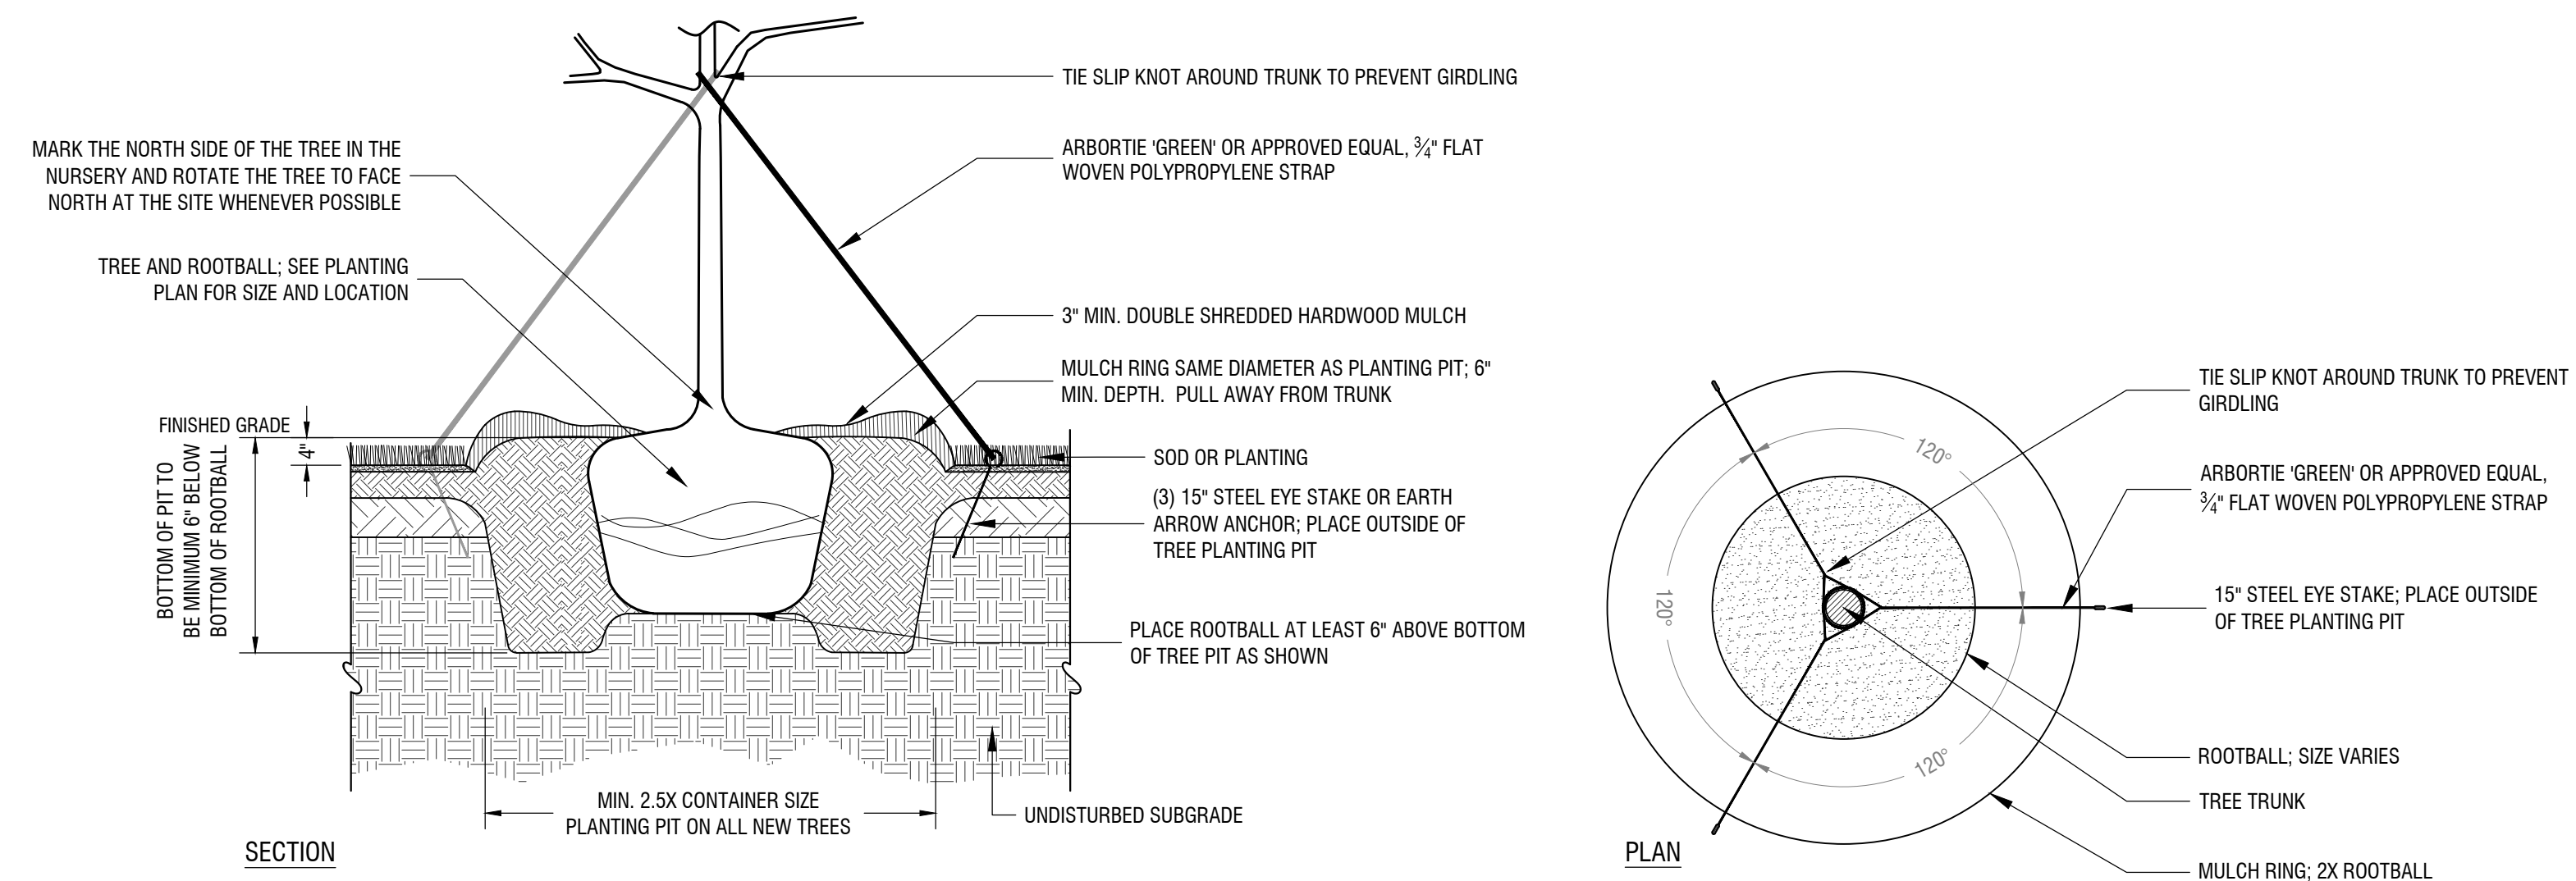 TIE SLIP KNOT AROUND TRUNK TO PREVENT GIRDLING
ARBORTIE 'GREEN' OR APPROVED EQUAL, 3/4" FLAT
WOVEN POLYPROPYLENE STRAP
MARK THE NORTH SIDE OF THE TREE IN THE
NURSERY AND ROTATE THE TREE TO FACE
NORTH AT THE SITE WHENEVER POSSIBLE
TREE AND ROOTBALL; SEE PLANTING
PLAN FOR SIZE AND LOCATION
3" MIN. DOUBLE SHREDDED HARDWOOD MULCH
MULCH RING SAME DIAMETER AS PLANTING PIT; 6"
MIN. DEPTH. PULL AWAY FROM TRUNK
FINISHED GRADE
4"
BOTTOM OF PIT TO
BE MINIMUM 6" BELOW
BOTTOM OF ROOTBALL
SOD OR PLANTING
(3) 15" STEEL EYE STAKE OR EARTH
ARROW ANCHOR; PLACE OUTSIDE OF
TREE PLANTING PIT
PLACE ROOTBALL AT LEAST 6" ABOVE BOTTOM
OF TREE PIT AS SHOWN
MIN. 2.5X CONTAINER SIZE
PLANTING PIT ON ALL NEW TREES
UNDISTURBED SUBGRADE
SECTION
TIE SLIP KNOT AROUND TRUNK TO PREVENT
GIRDLING
120°
ARBORTIE 'GREEN' OR APPROVED EQUAL,
3/4" FLAT WOVEN POLYPROPYLENE STRAP
120°
15" STEEL EYE STAKE; PLACE OUTSIDE
OF TREE PLANTING PIT
120°
ROOTBALL; SIZE VARIES
TREE TRUNK
PLAN
MULCH RING; 2X ROOTBALL